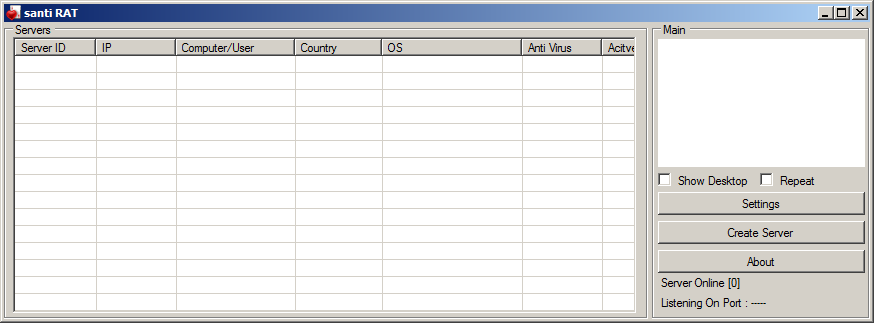 santi RAT
Servers
Server ID IP Computer/User Country OS Anti Virus Acitve
Main
Show Desktop Repeat
Settings
Create Server
About
Server Online [0]
Listening On Port : -----